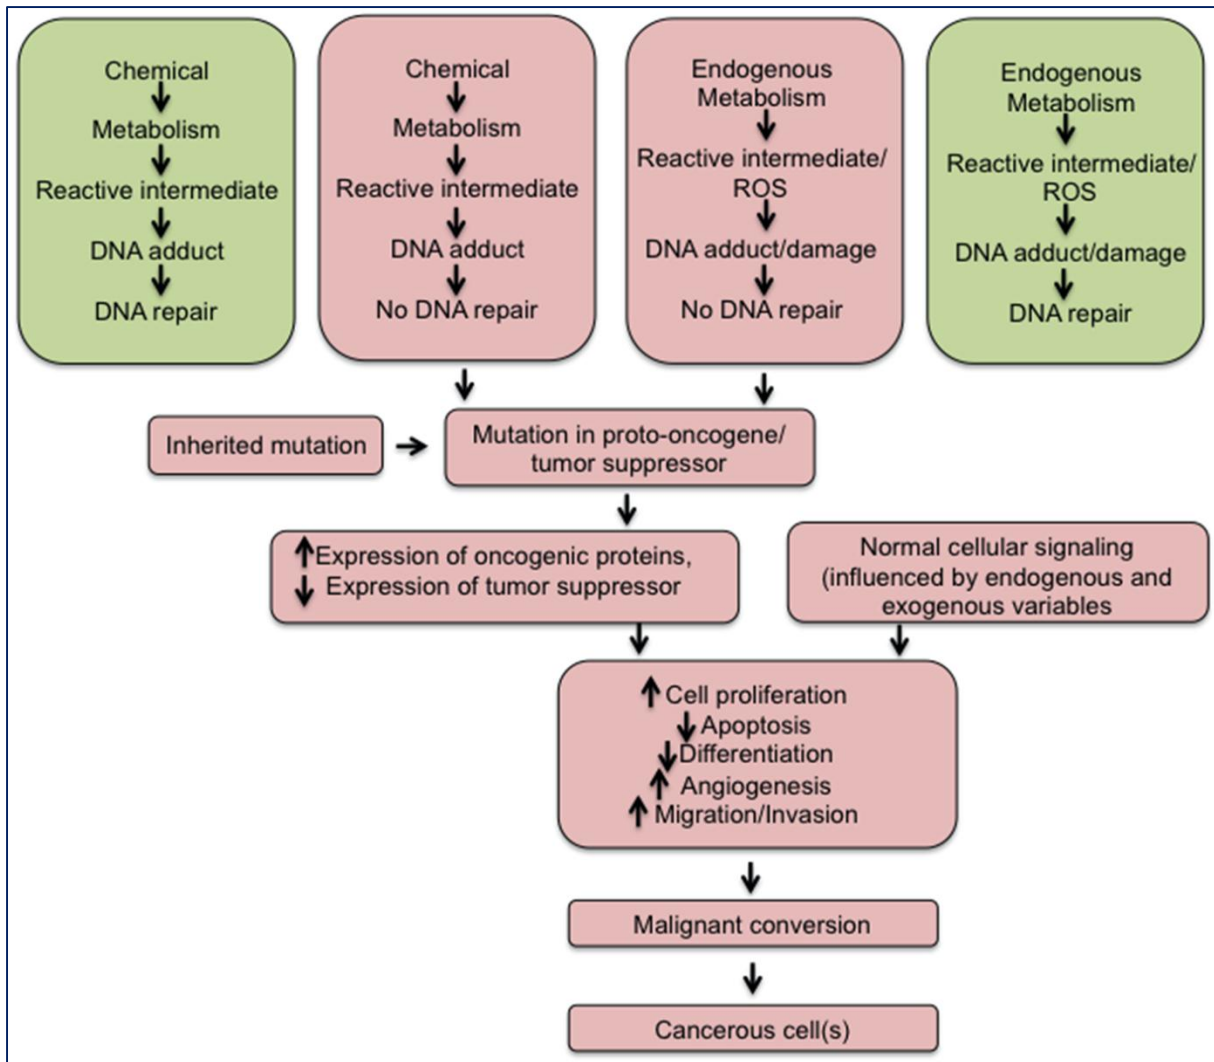 Chemical
Metabolism
Reactive intermediate
DNA adduct
DNA repair
Chemical
Metabolism
Reactive intermediate
DNA adduct
No DNA repair
Endogenous
Metabolism
Reactive intermediate/
ROS
DNA adduct/damage
No DNA repair
Endogenous
Metabolism
Reactive intermediate/
ROS
DNA adduct/damage
DNA repair
Inherited mutation
Mutation in proto-oncogene/
tumor suppressor
Expression of oncogenic proteins,
Expression of tumor suppressor
Normal cellular signaling
(influenced by endogenous and
exogenous variables
Cell proliferation
Apoptosis
Differentiation
Angiogenesis
Migration/Invasion
Malignant conversion
Cancerous cell(s)